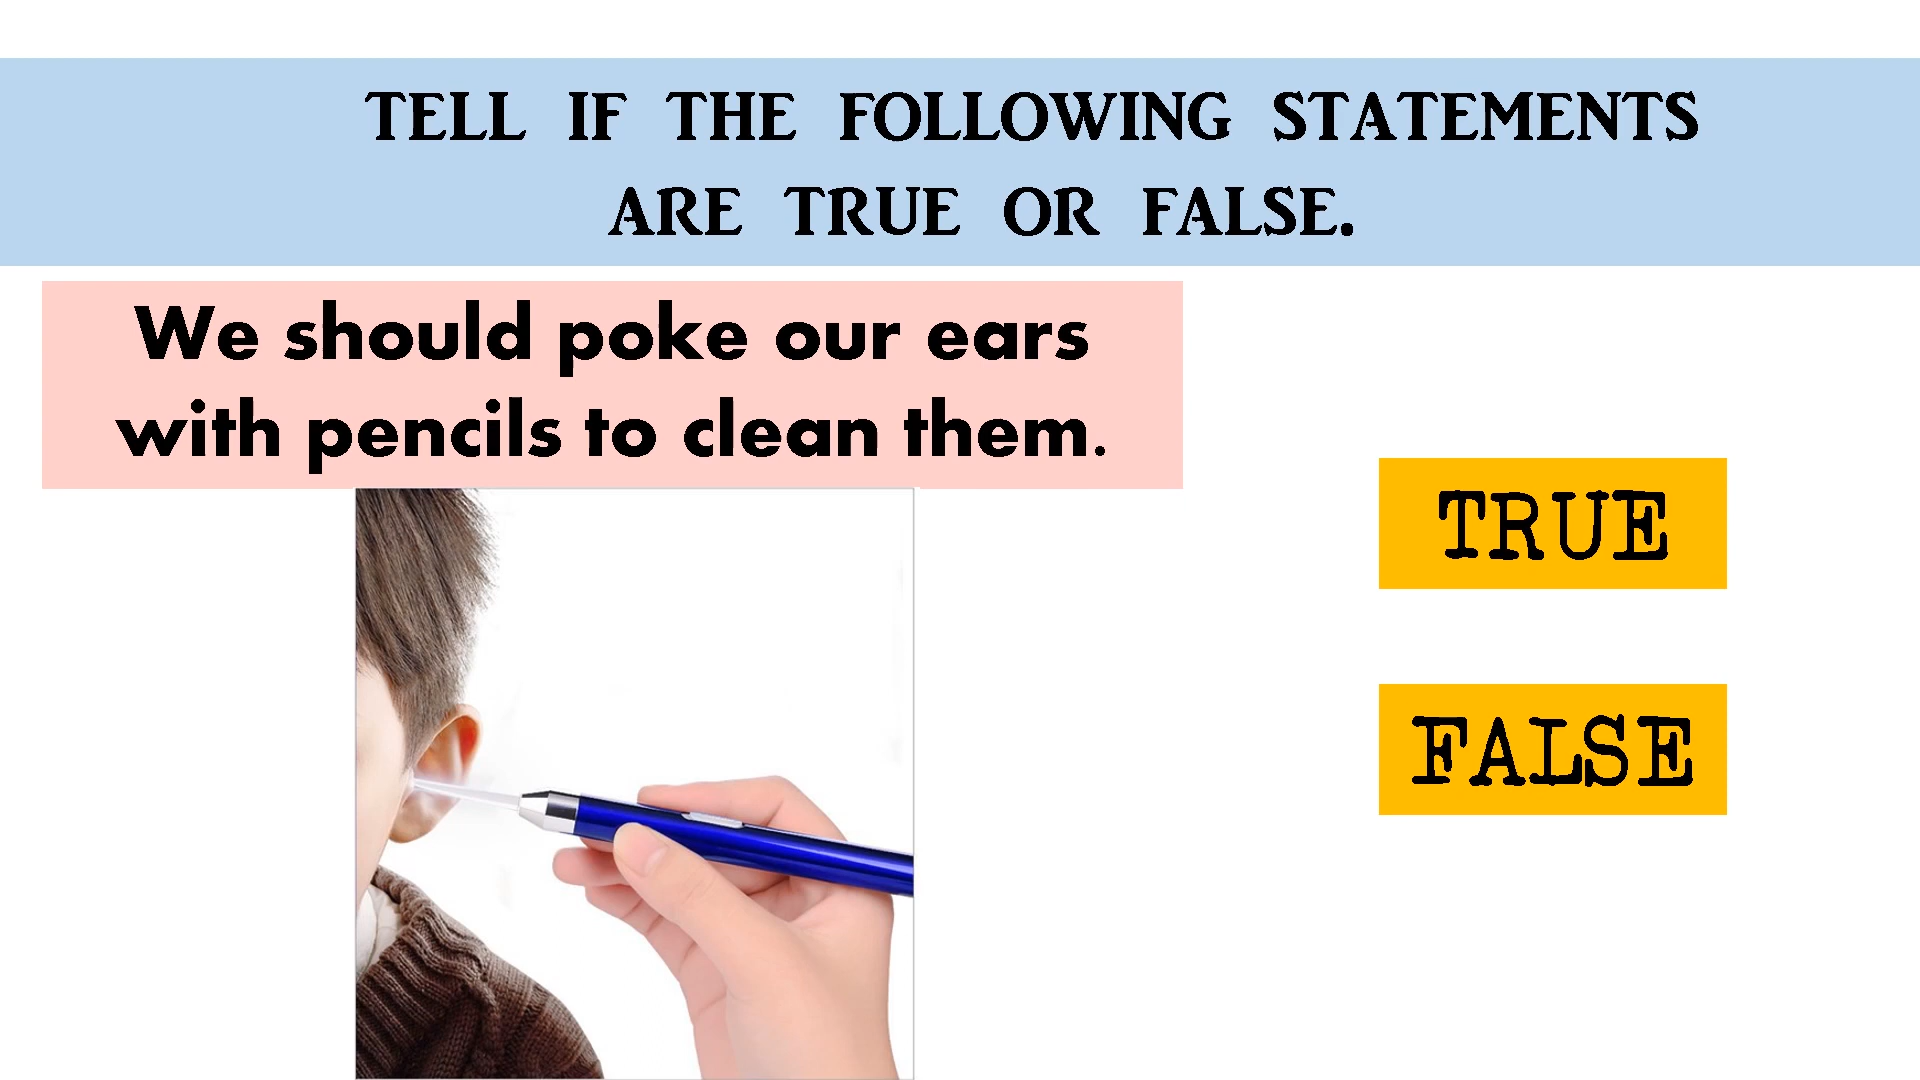 TELL IF THE FOLLOWING STATEMENTS
ARE TRUE OR FALSE.
We should poke our ears
with pencils to clean them.
TRUE
FALSE